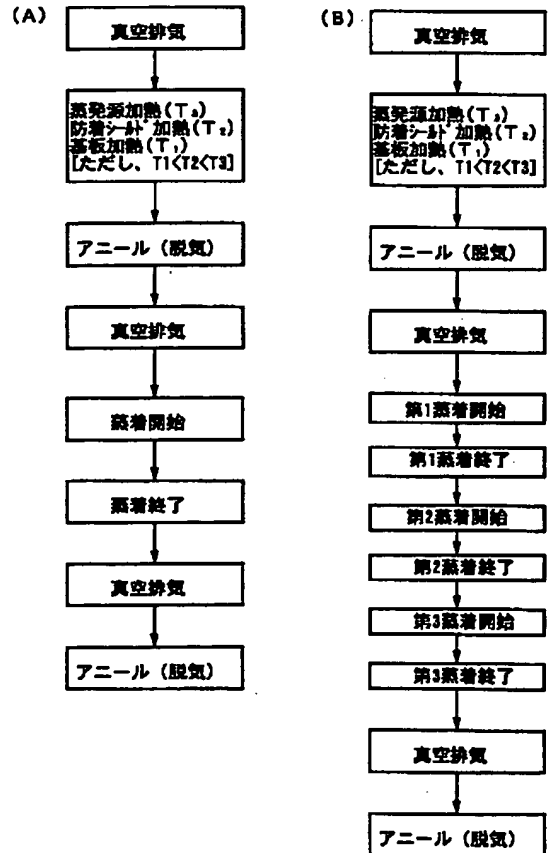 (A)
真空排気
蒸発源加熱(T₃)
防着シールド加熱(T₂)
基板加熱(T₁)
[ただし、T1<T2<T3]
アニール(脱気)
真空排気
蒸着開始
蒸着終了
真空排気
アニール(脱気)
(B)
真空排気
蒸発源加熱(T₃)
防着シールド加熱(T₂)
基板加熱(T₁)
[ただし、T1<T2<T3]
アニール(脱気)
真空排気
第1蒸着開始
第1蒸着終了
第2蒸着開始
第2蒸着終了
第3蒸着開始
第3蒸着終了
真空排気
アニール(脱気)